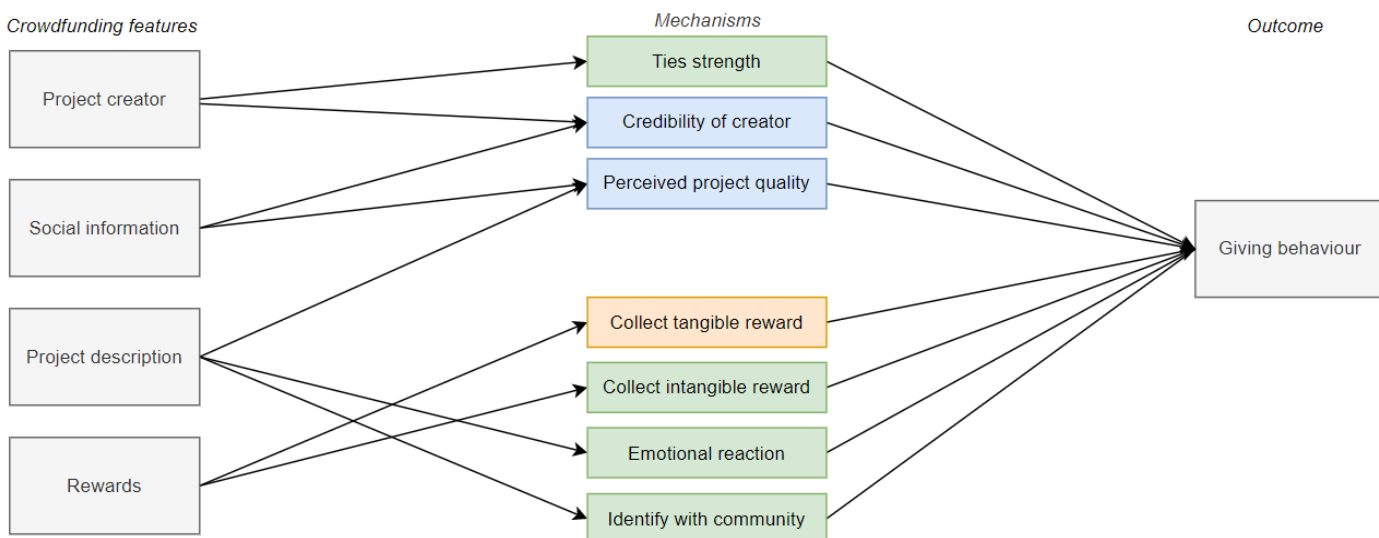 Crowdfunding features
Mechanisms
Outcome
Project creator
Social information
Project description
Rewards
Ties strength
Credibility of creator
Perceived project quality
Collect tangible reward
Collect intangible reward
Emotional reaction
Identify with community
Giving behaviour